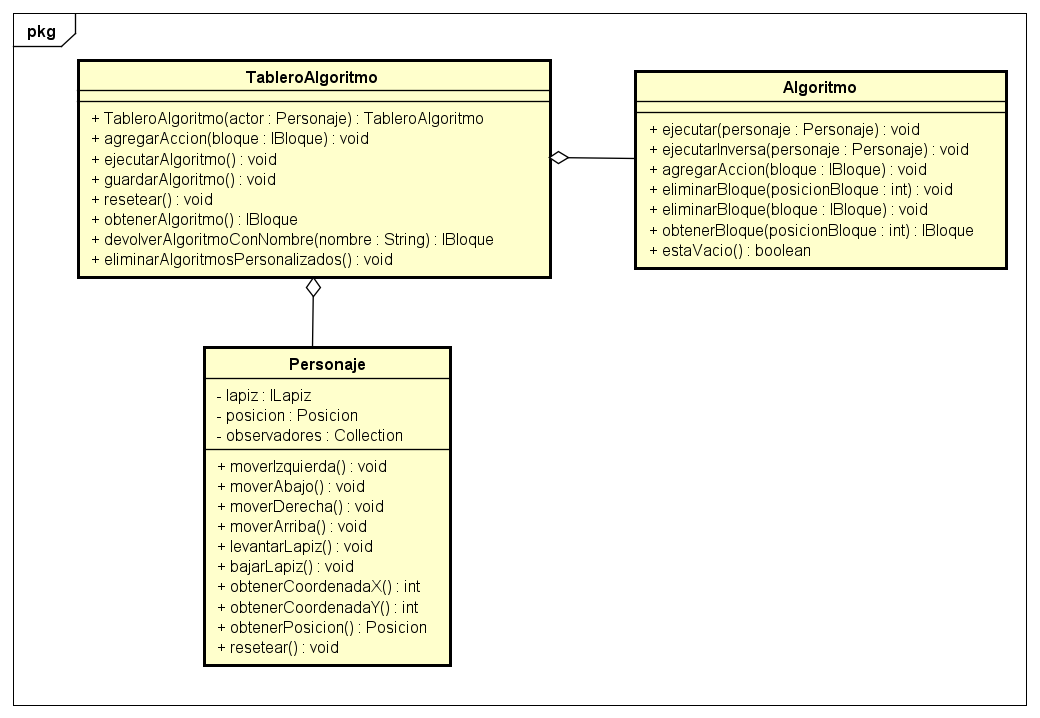 pkg
TableroAlgoritmo
+ TableroAlgoritmo(actor : Personaje) : TableroAlgoritmo
+ agregarAccion(bloque : IBloque) : void
+ ejecutarAlgoritmo() : void
+ guardarAlgoritmo() : void
+ resetear() : void
+ obtenerAlgoritmo() : IBloque
+ devolverAlgoritmoConNombre(nombre : String) : IBloque
+ eliminarAlgoritmosPersonalizados() : void
Algoritmo
+ ejecutar(personaje : Personaje) : void
+ ejecutarInversa(personaje : Personaje) : void
+ agregarAccion(bloque : IBloque) : void
+ eliminarBloque(posicionBloque : int) : void
+ eliminarBloque(bloque : IBloque) : void
+ obtenerBloque(posicionBloque : int) : IBloque
+ estaVacio() : boolean
Personaje
- lapiz : ILapiz
- posicion : Posicion
- observadores : Collection
+ moverIzquierda() : void
+ moverAbajo() : void
+ moverDerecha() : void
+ moverArriba() : void
+ levantarLapiz() : void
+ bajarLapiz() : void
+ obtenerCoordenadaX() : int
+ obtenerCoordenadaY() : int
+ obtenerPosicion() : Posicion
+ resetear() : void